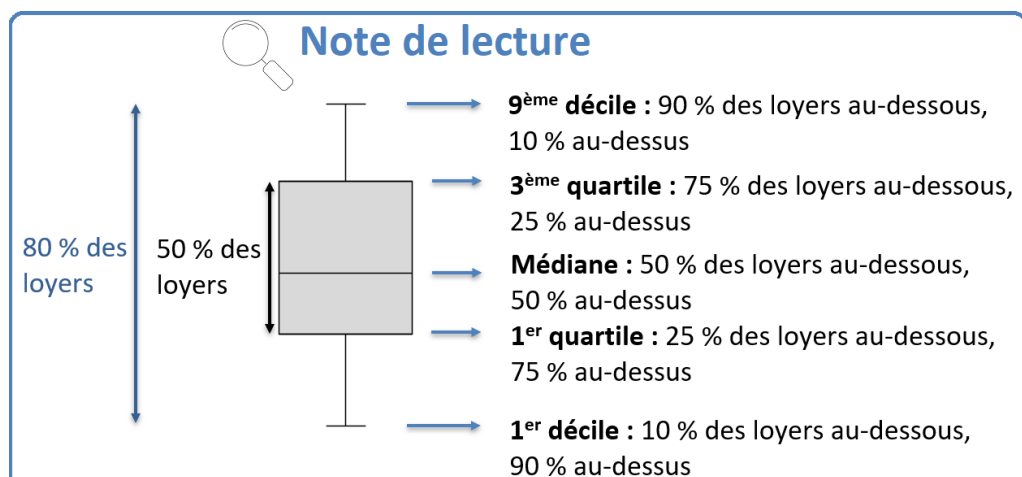 Note de lecture
9ème décile : 90 % des loyers au-dessous,
10 % au-dessus
3ème quartile : 75 % des loyers au-dessous,
25 % au-dessus
80 % des
loyers
50 % des
loyers
Médiane : 50 % des loyers au-dessous,
50 % au-dessus
1er quartile : 25 % des loyers au-dessous,
75 % au-dessus
1er décile : 10 % des loyers au-dessous,
90 % au-dessus